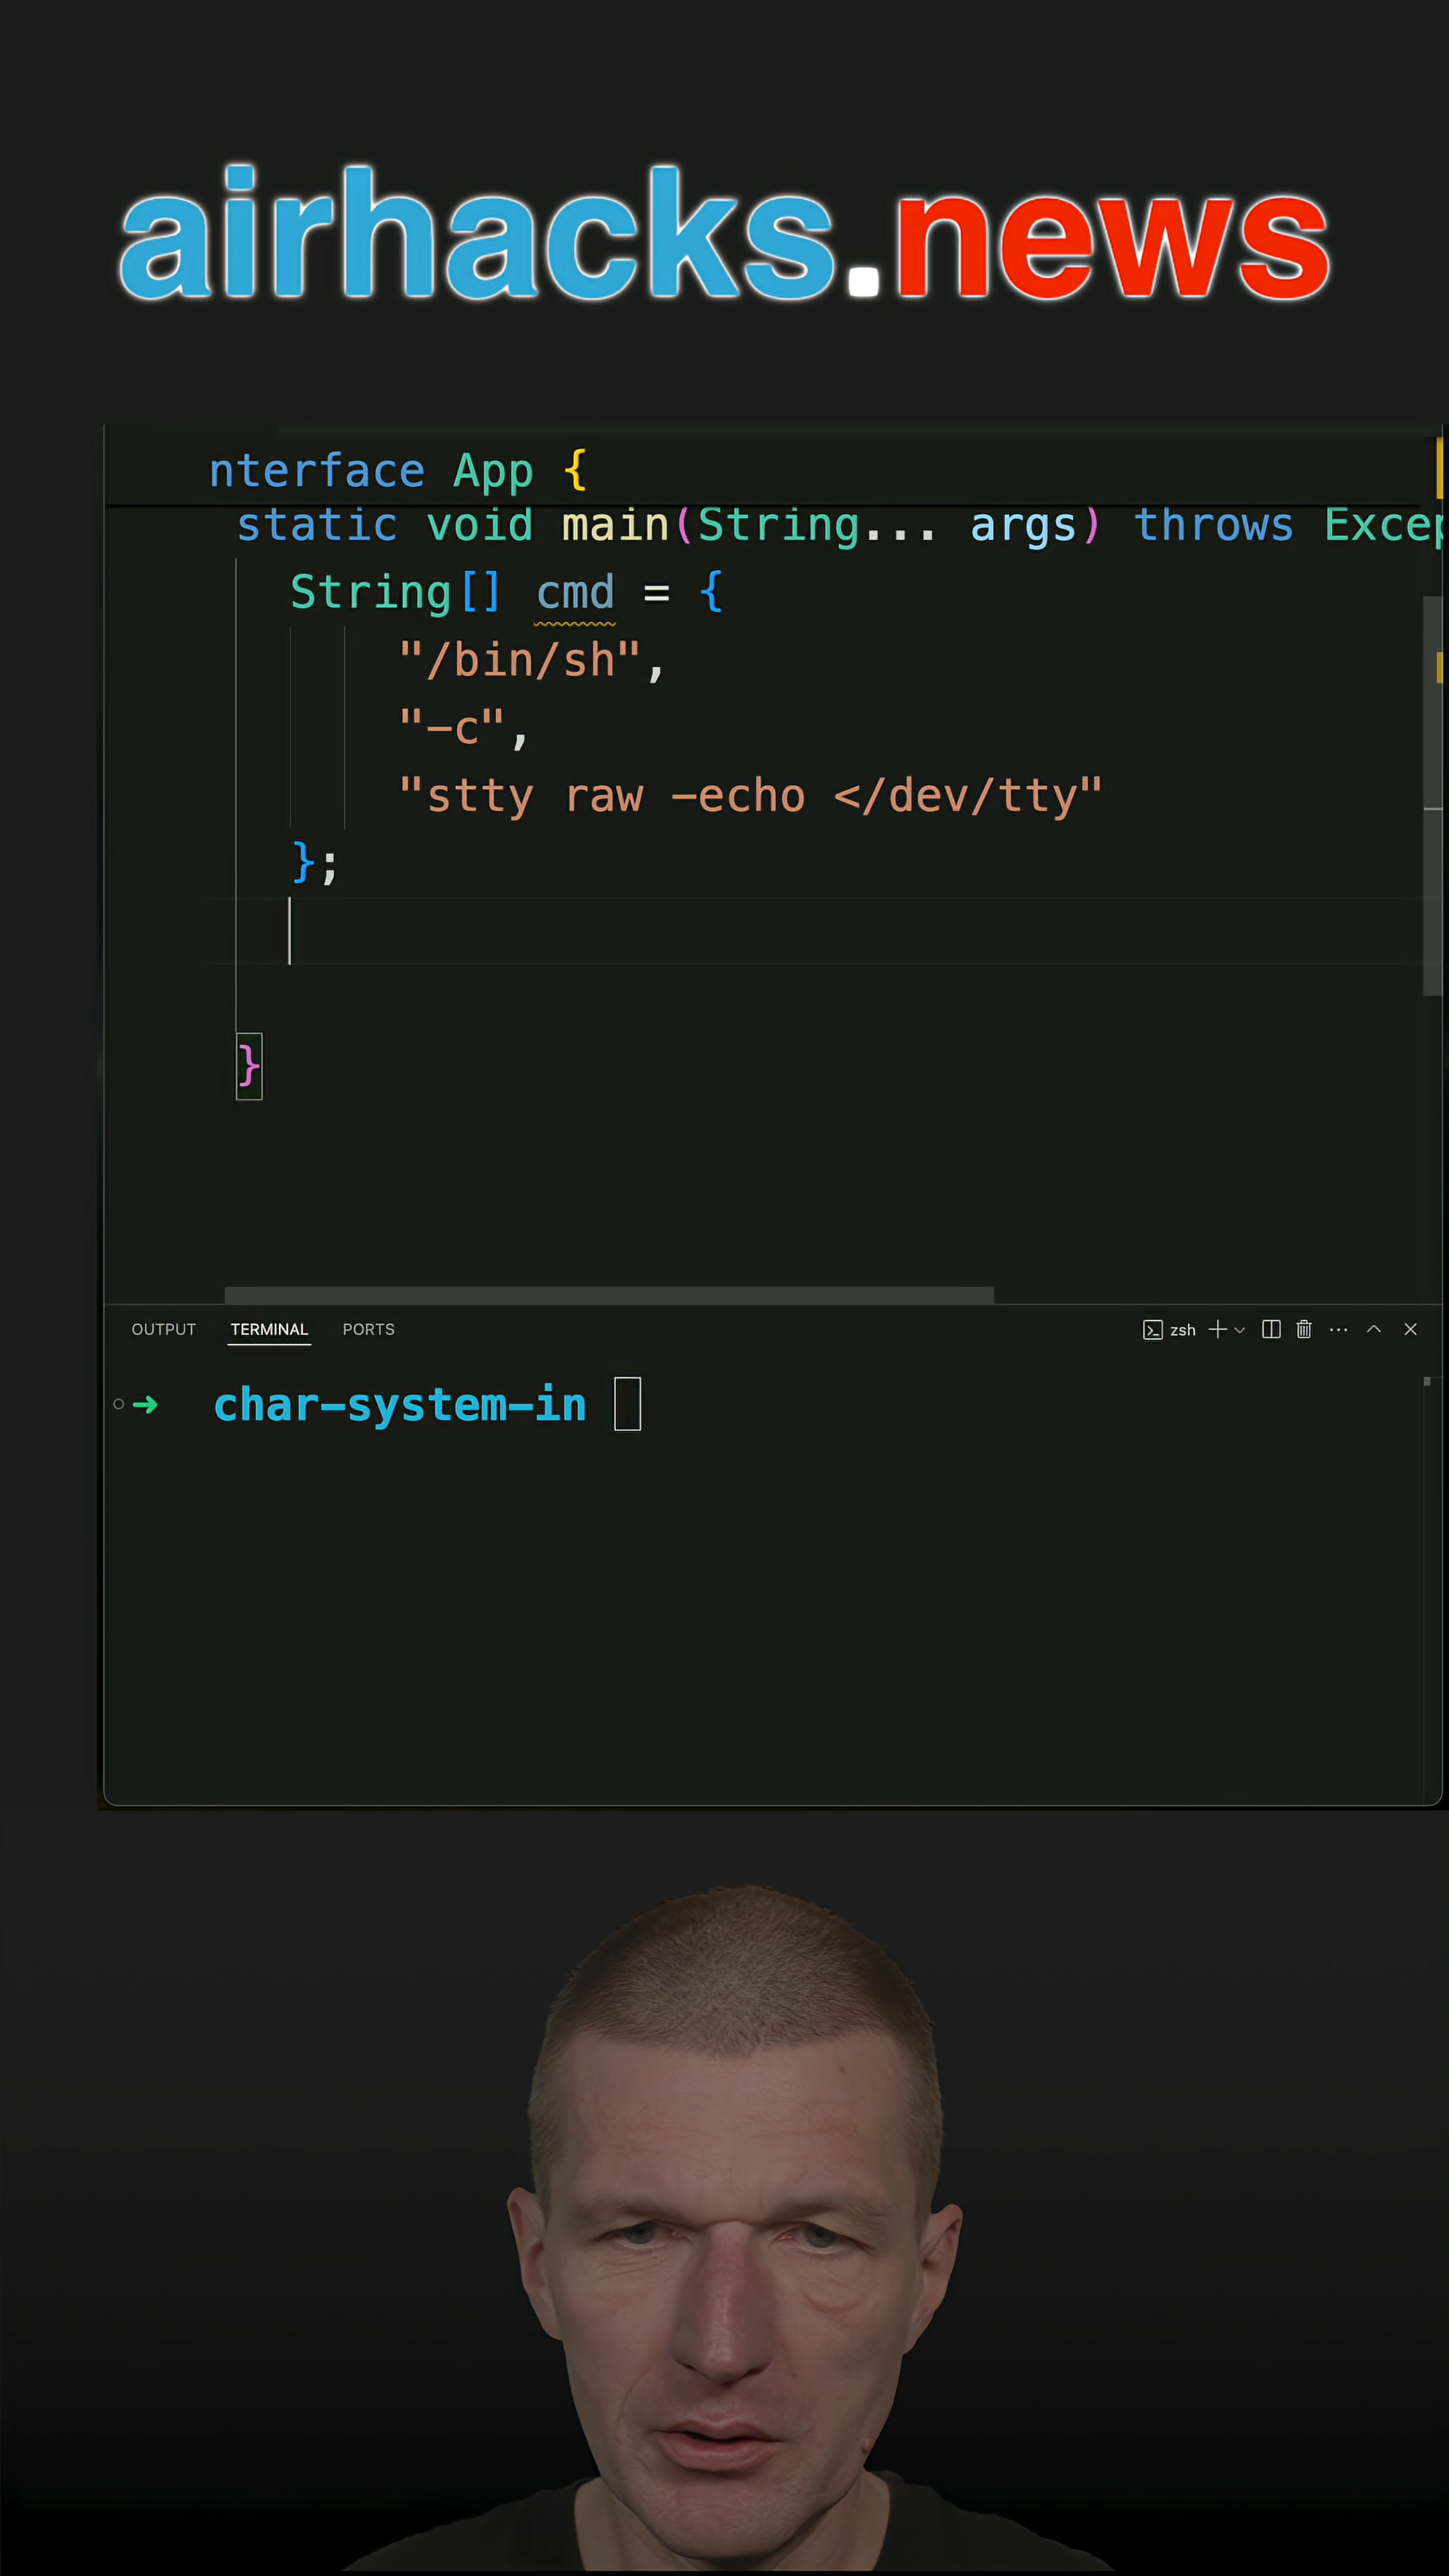 airhacks.news
nterface App {
static void main(String... args) throws Excep
String[] cmd = {
"/bin/sh",
"-c",
"stty raw -echo </dev/tty"
};
}
OUTPUT TERMINAL PORTS zsh
char-system-in